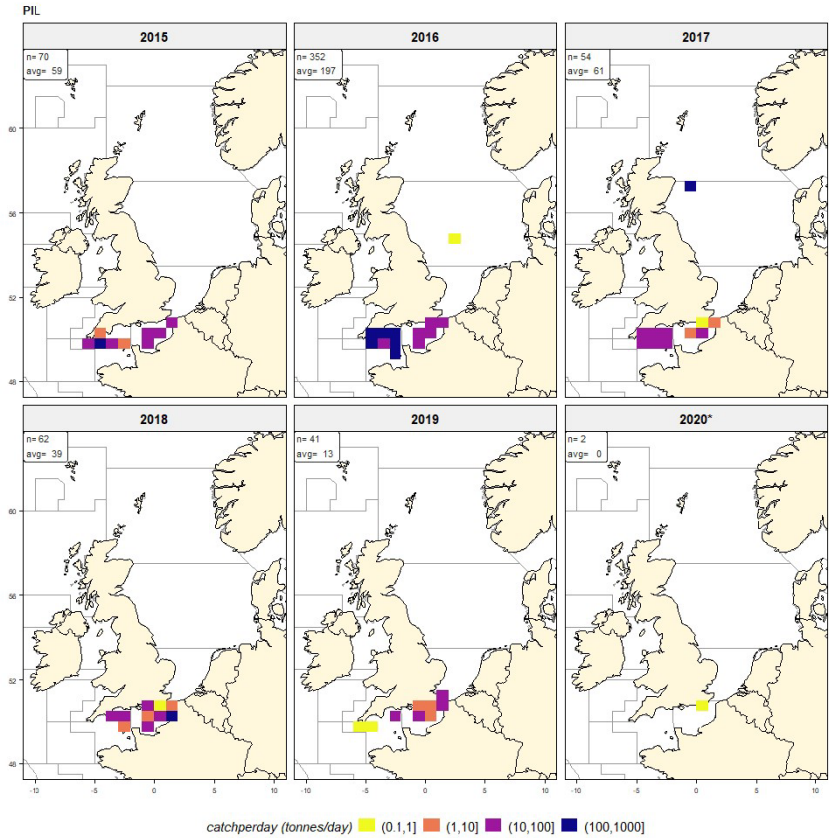 PIL
2015
2016
2017
n= 70
avg= 59
n= 352
avg= 197
n= 54
avg= 61
60
56
52
48
2018
2019
2020*
n= 62
avg= 39
n= 41
avg= 13
n= 2
avg= 0
60
56
52
48
-10 -5 0 5 10 -10 -5 0 5 10 -10 -5 0 5 10
catchperday (tonnes/day) (0.1,1] (1,10] (10,100] (100,1000]